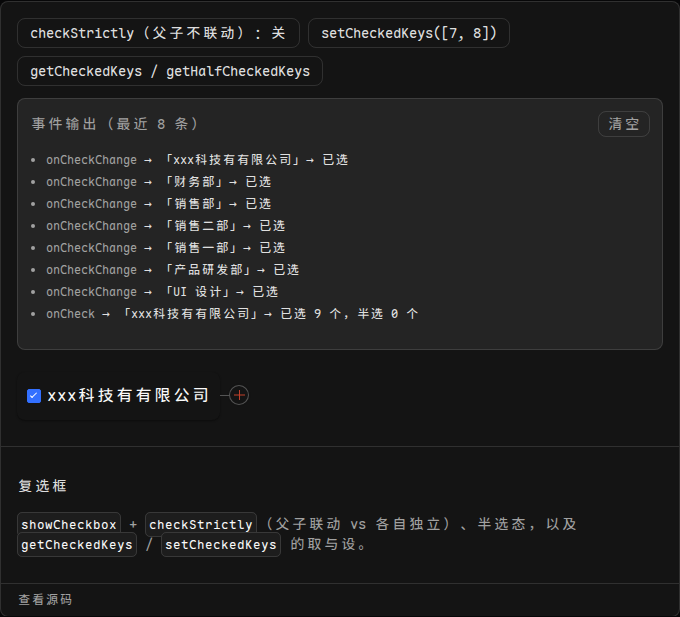 checkStrictly（父子不联动）：关 setCheckedKeys([7, 8])
getCheckedKeys / getHalfCheckedKeys
事件输出（最近 8 条） 清空
• onCheckChange → 「xxx科技有有限公司」→ 已选
• onCheckChange → 「财务部」→ 已选
• onCheckChange → 「销售部」→ 已选
• onCheckChange → 「销售二部」→ 已选
• onCheckChange → 「销售一部」→ 已选
• onCheckChange → 「产品研发部」→ 已选
• onCheckChange → 「UI 设计」→ 已选
• onCheck → 「xxx科技有有限公司」→ 已选 9 个，半选 0 个
xxx科技有有限公司
复选框
showCheckbox + checkStrictly（父子联动 vs 各自独立）、半选态，以及
getCheckedKeys / setCheckedKeys 的取与设。
查看源码